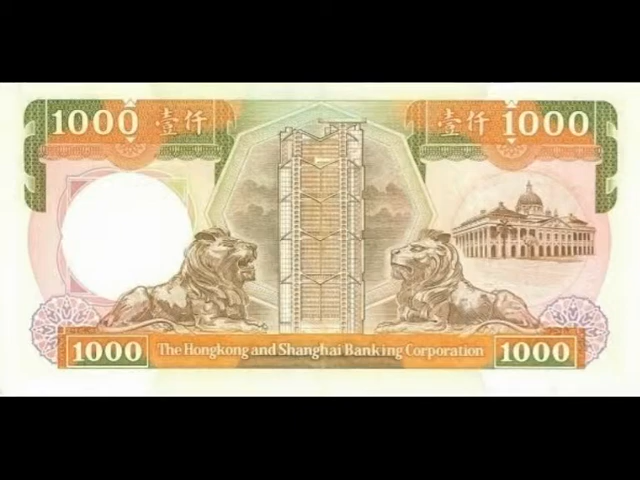 1000 壹仟 壹仟 1000
1000 The Hongkong and Shanghai Banking Corporation 1000